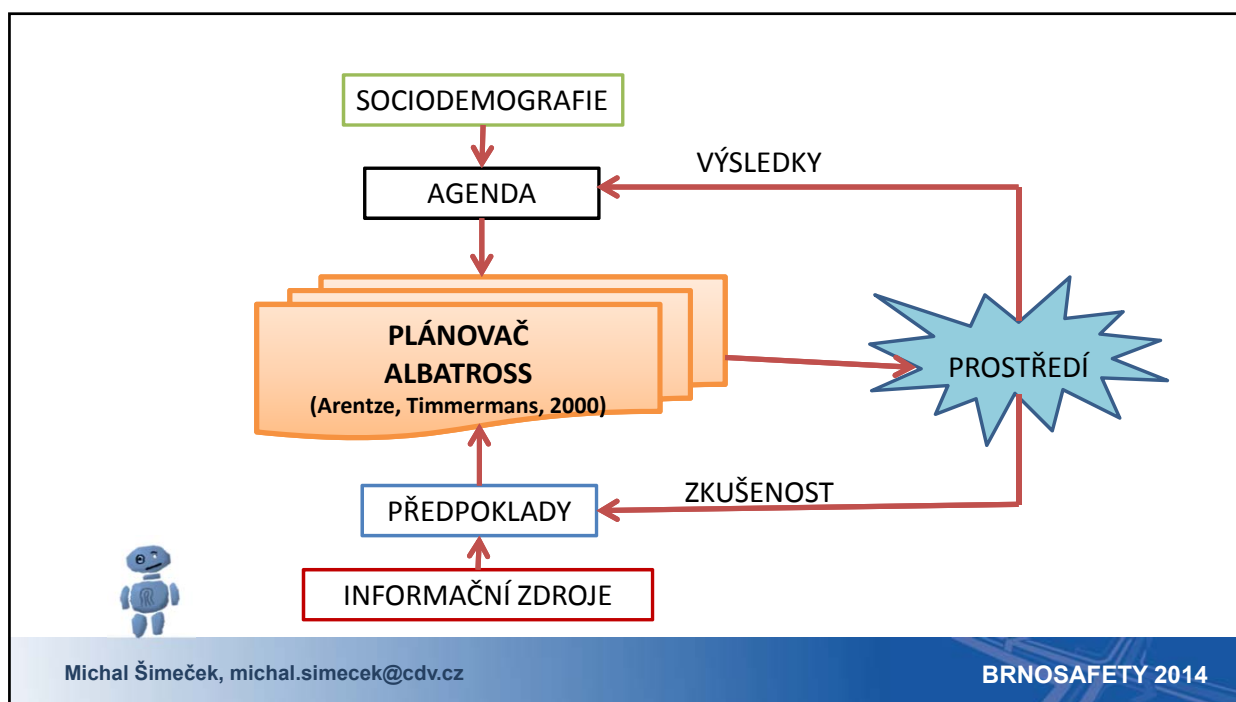 SOCIODEMOGRAFIE
VÝSLEDKY
AGENDA
PLÁNOVAČ
ALBATROSS
(Arentze, Timmermans, 2000)
PROSTŘEDÍ
ZKUŠENOST
PŘEDPOKLADY
INFORMAČNÍ ZDROJE
Michal Šimeček, michal.simecek@cdv.cz
BRNOSAFETY 2014